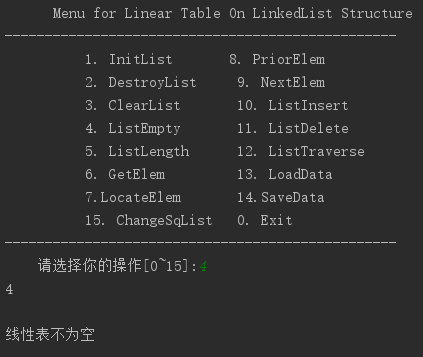 Menu for Linear Table On LinkedList Structure
-------------------------------------------------
1. InitList 8. PriorElem
2. DestroyList 9. NextElem
3. ClearList 10. ListInsert
4. ListEmpty 11. ListDelete
5. ListLength 12. ListTraverse
6. GetElem 13. LoadData
7.LocateElem 14.SaveData
15. ChangeSqList 0. Exit
-------------------------------------------------
请选择你的操作[0~15]:4
4
线性表不为空